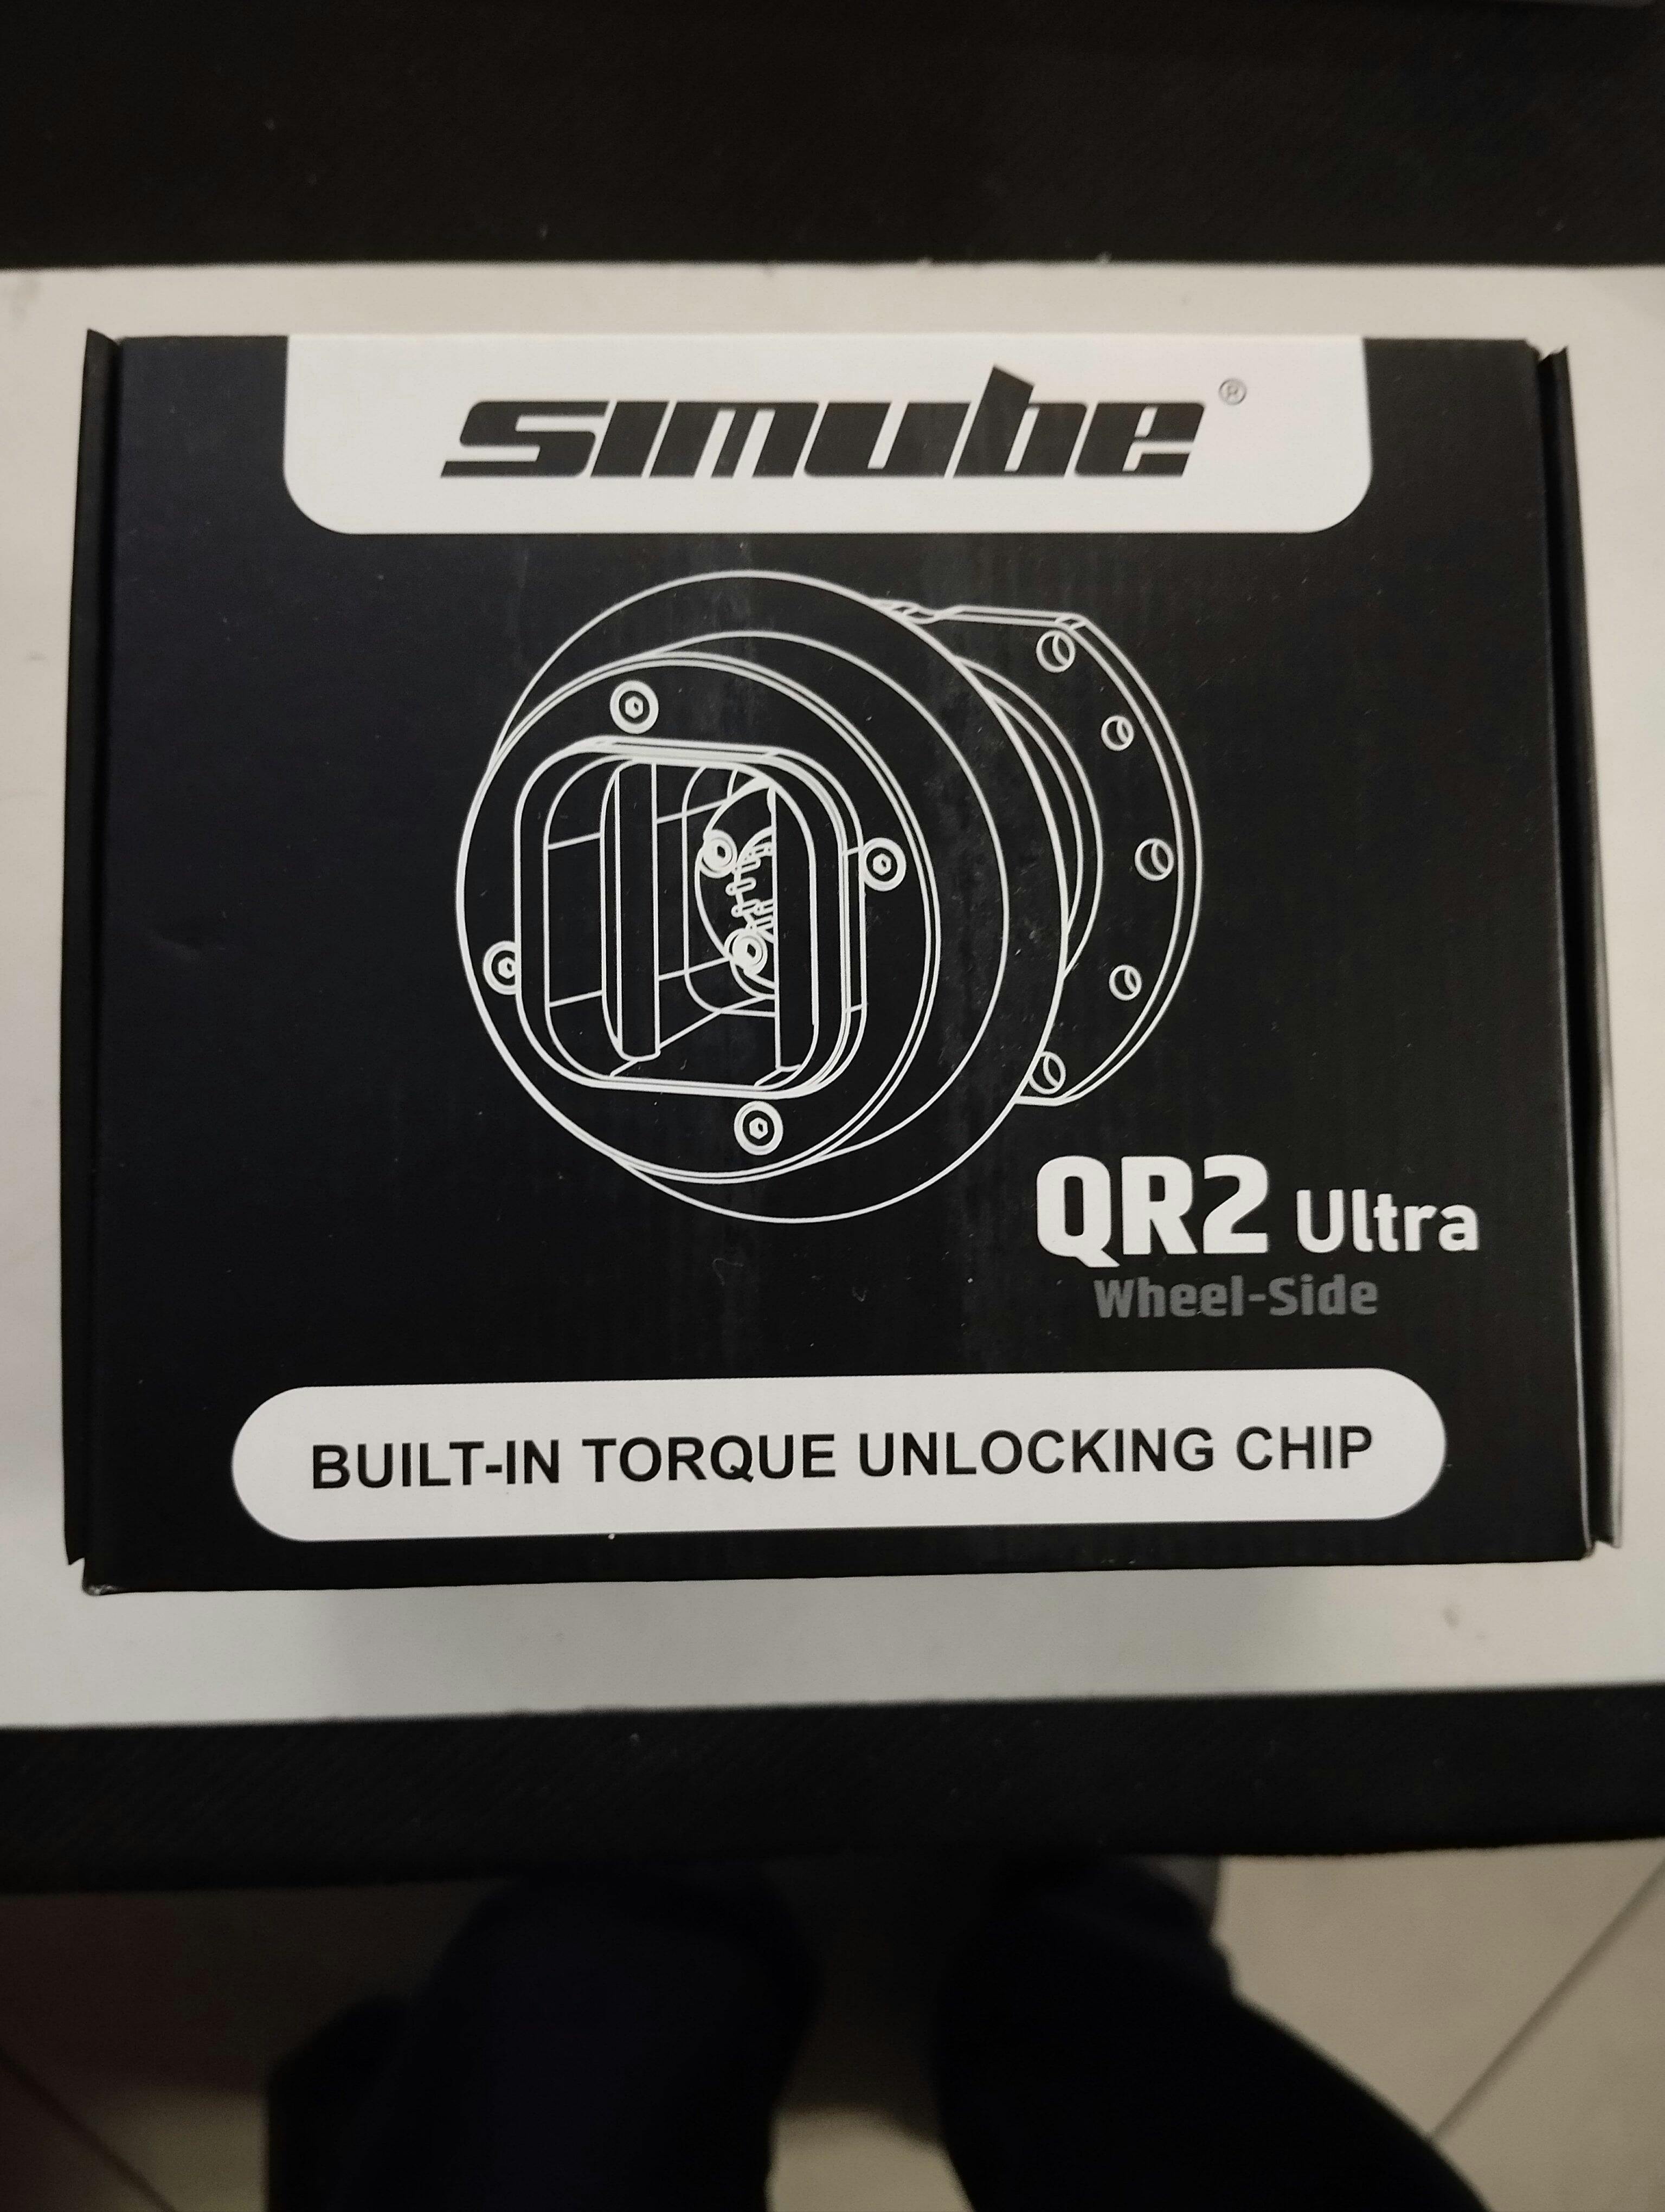 simube®
QR2 Ultra
Wheel-Side
BUILT-IN TORQUE UNLOCKING CHIP